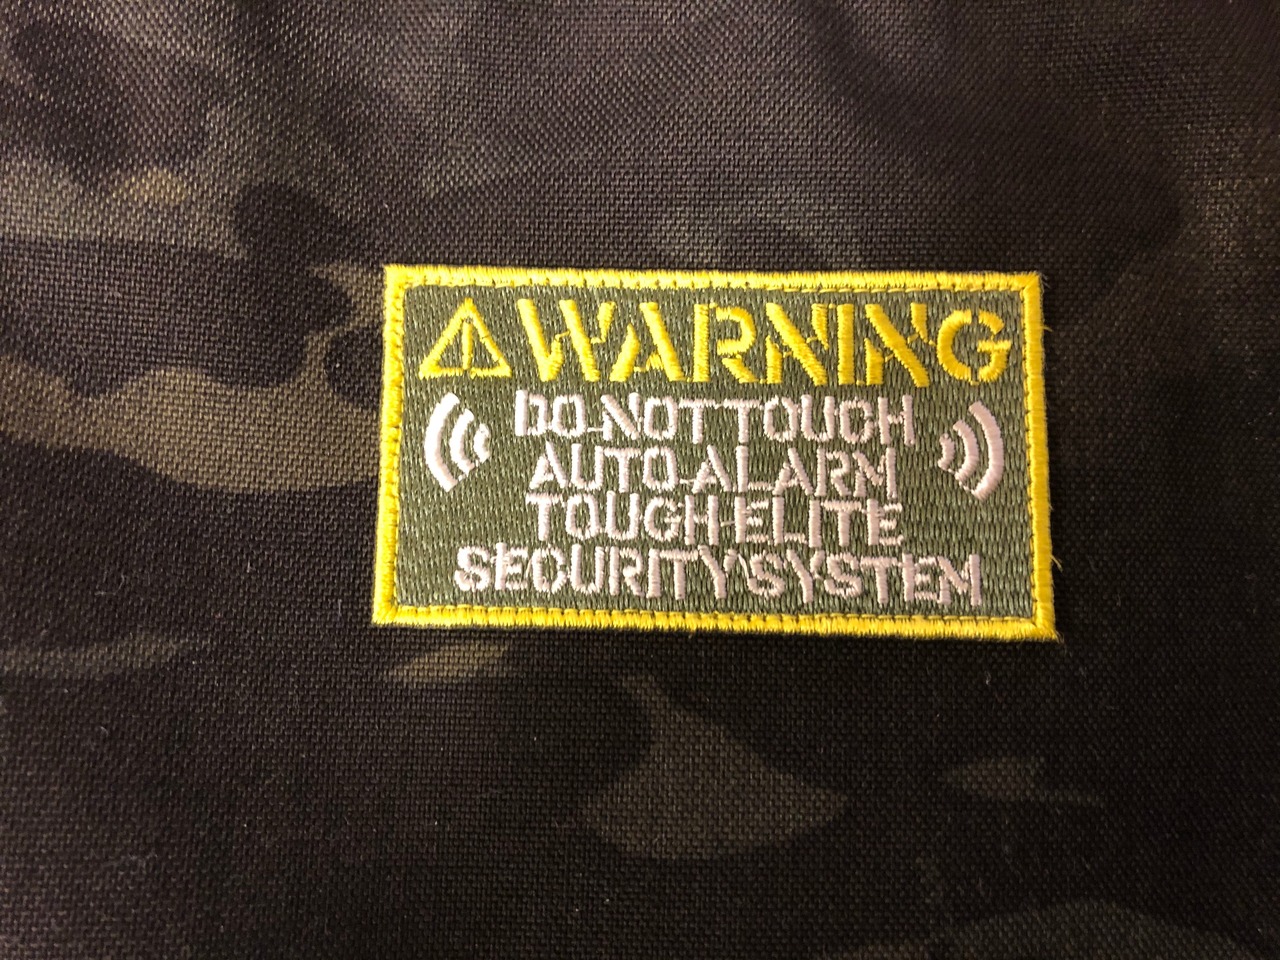 ⚠WARNING
DO NOT TOUCH
AUTO ALARM
TOUGH ELITE
SECURITY SYSTEM